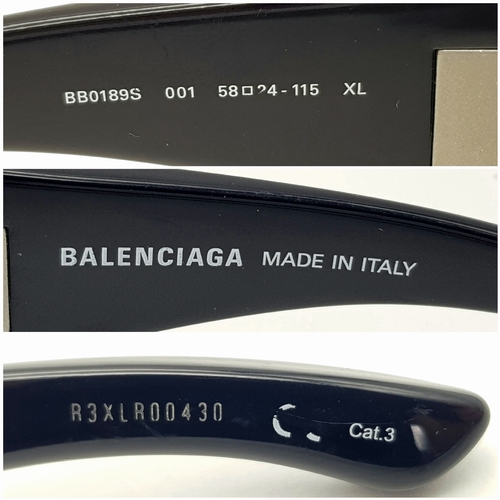 BB0189S 001 58□24-115 XL
BALENCIAGA MADE IN ITALY
R3XLR00430 Cat.3